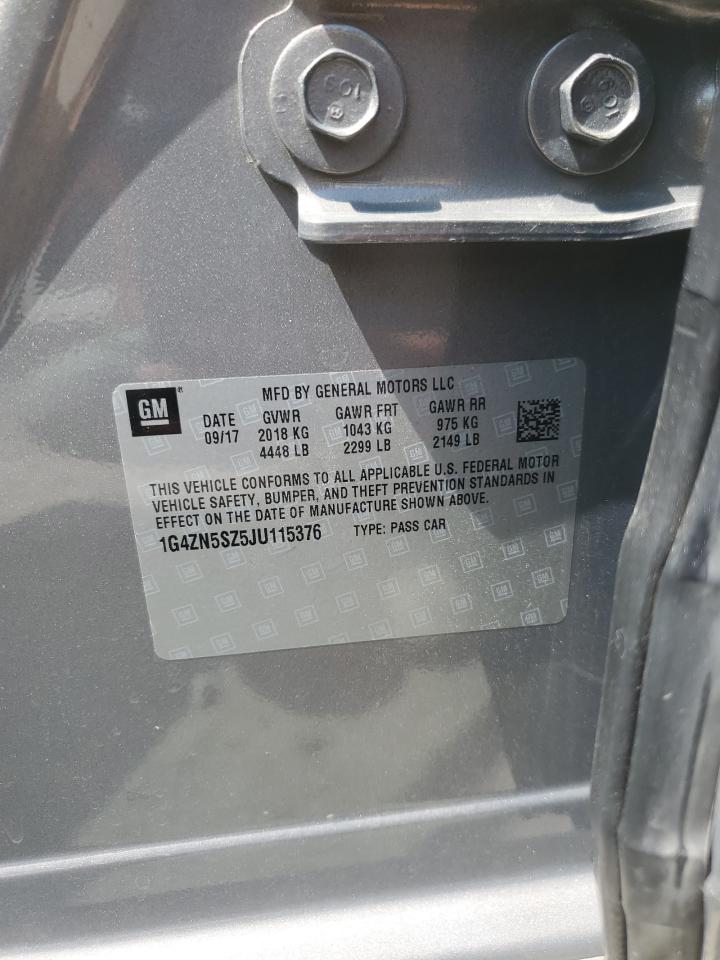 109
109
GM
MFD BY GENERAL MOTORS LLC
DATE GVWR GAWR FRT GAWR RR
09/17 2018 KG 1043 KG 975 KG
4448 LB 2299 LB 2149 LB
THIS VEHICLE CONFORMS TO ALL APPLICABLE U.S. FEDERAL MOTOR
VEHICLE SAFETY, BUMPER, AND THEFT PREVENTION STANDARDS IN
EFFECT ON THE DATE OF MANUFACTURE SHOWN ABOVE.
1G4ZN5SZ5JU115376 TYPE: PASS CAR